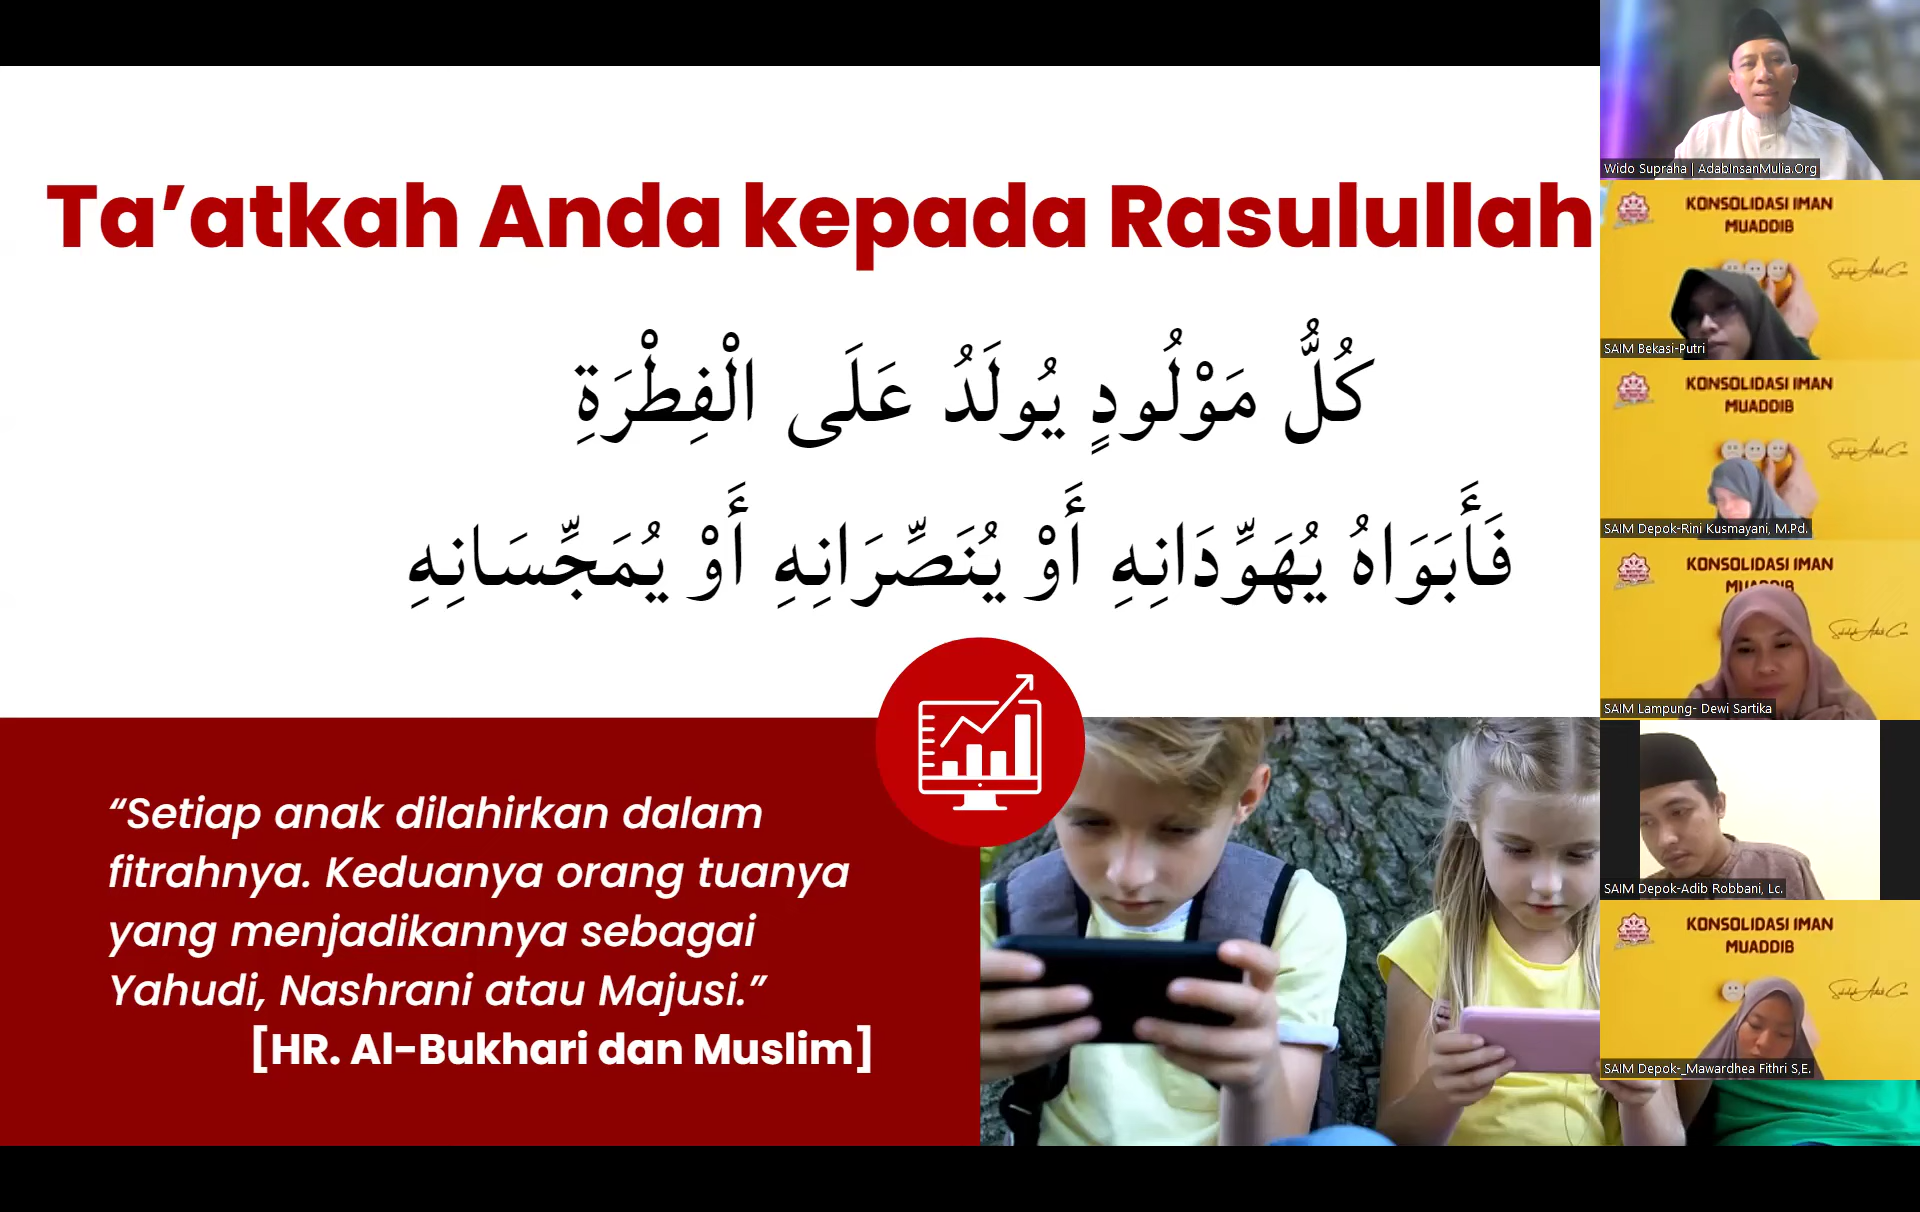 Ta’atkah Anda kepada Rasulullah
كُلُّ مَوْلُودٍ يُولَدُ عَلَى الْفِطْرَةِ
فَأَبَوَاهُ يُهَوِّدَانِهِ أَوْ يُنَصِّرَانِهِ أَوْ يُمَجِّسَانِهِ
“Setiap anak dilahirkan dalam
fitrahnya. Keduanya orang tuanya
yang menjadikannya sebagai
Yahudi, Nashrani atau Majusi.”
[HR. Al-Bukhari dan Muslim]
Wido Supraha | AdabInsanMulia.Org
KONSOLIDASI IMAN
MUADDIB
SAIM Bekasi-Putri
KONSOLIDASI IMAN
MUADDIB
SAIM Depok-Rini Kusmayani, M.Pd.
KONSOLIDASI IMAN
MUADDIB
SAIM Lampung- Dewi Sartika
SAIM Depok-Adib Robbani, Lc.
KONSOLIDASI IMAN
MUADDIB
SAIM Depok-_Mawardhea Fithri S,E.